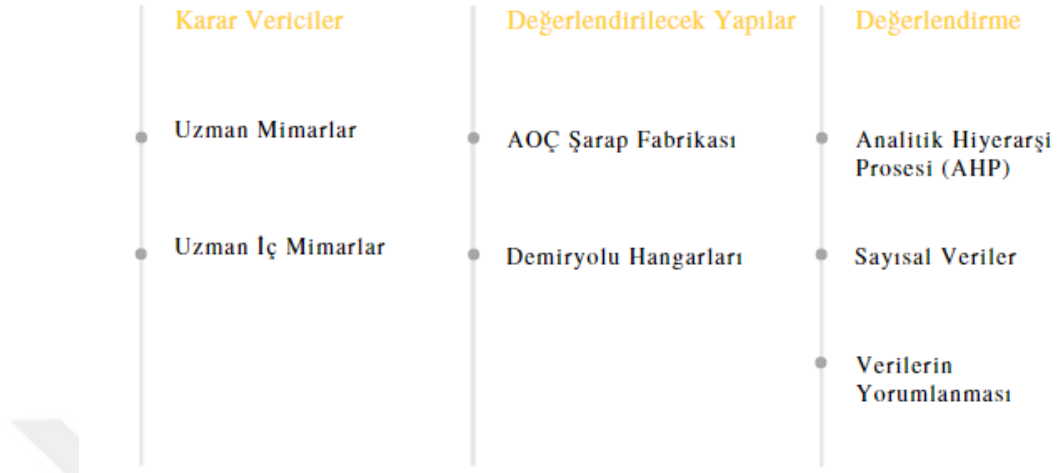 Karar Vericiler
Uzman Mimarlar
Uzman İç Mimarlar
Değerlendirilecek Yapılar
AOÇ Şarap Fabrikası
Demiryolu Hangarları
Değerlendirme
Analitik Hiyerarşi
Prosesi (AHP)
Sayısal Veriler
Verilerin
Yorumlanması